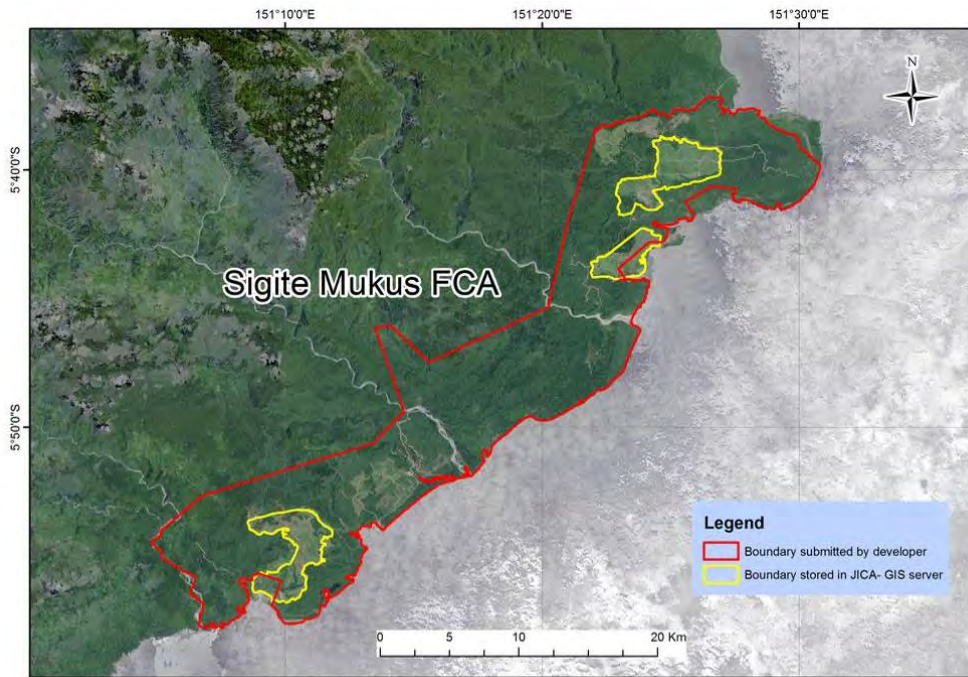 151°10'0"E
151°20'0"E
151°30'0"E
N
5°40'0"S
Sigite Mukus FCA
5°50'0"S
Legend
Boundary submitted by developer
Boundary stored in JICA- GIS server
0 5 10 20 Km